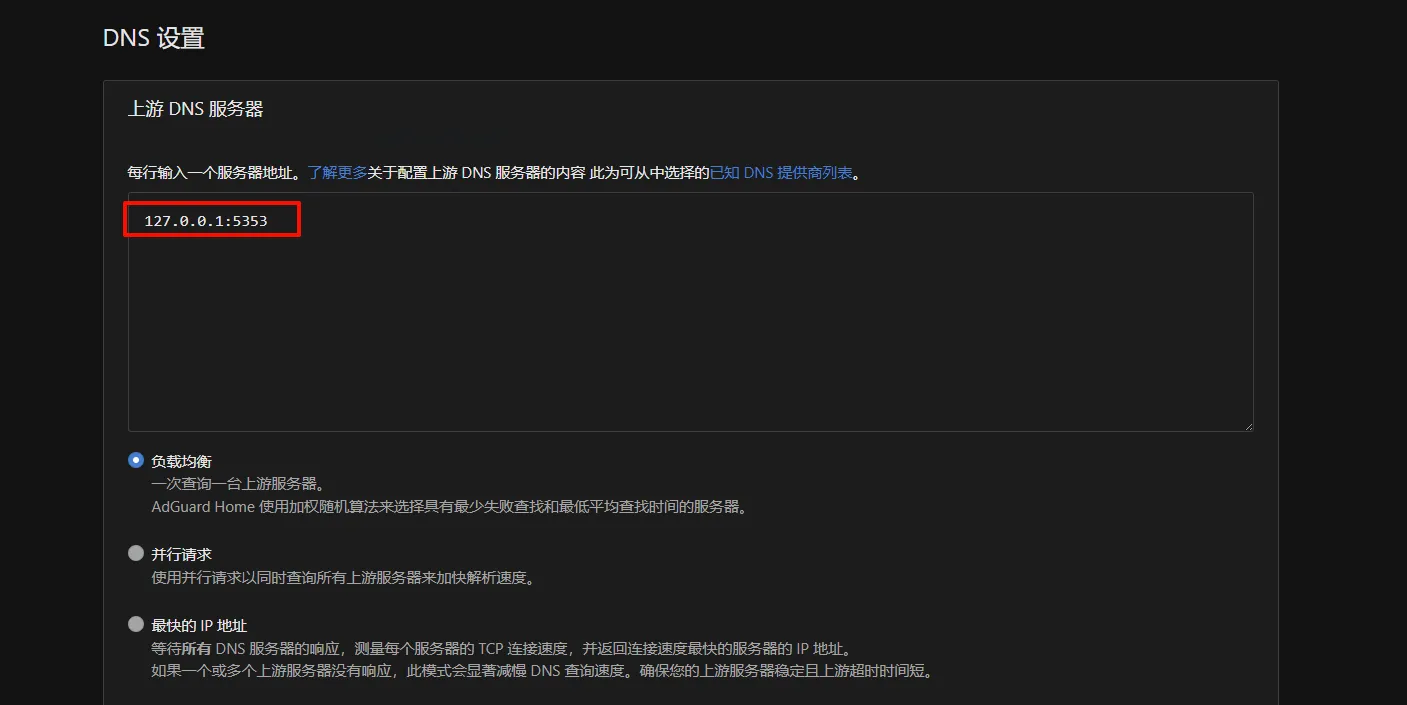 DNS 设置
上游 DNS 服务器
每行输入一个服务器地址。了解更多关于配置上游 DNS 服务器的内容 此为可从中选择的已知 DNS 提供商列表。
127.0.0.1:5353
负载均衡
一次查询一台上游服务器。
AdGuard Home 使用加权随机算法来选择具有最少失败查找和最低平均查找时间的服务器。
并行请求
使用并行请求以同时查询所有上游服务器来加快解析速度。
最快的 IP 地址
等待所有 DNS 服务器的响应，测量每个服务器的 TCP 连接速度，并返回连接速度最快的服务器的 IP 地址。
如果一个或多个上游服务器没有响应，此模式会显著减慢 DNS 查询速度。确保您的上游服务器稳定且上游超时时间短。